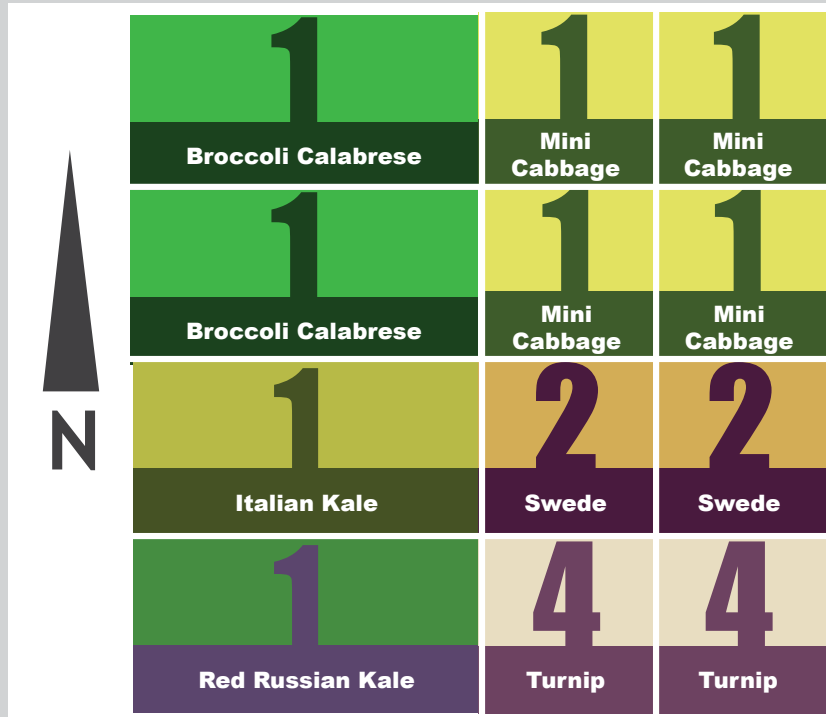 1 1 1
Broccoli Calabrese
Mini
Cabbage
Mini
Cabbage
1 1 1
Broccoli Calabrese
Mini
Cabbage
Mini
Cabbage
1 2 2
Italian Kale
Swede
Swede
N
1 4 4
Red Russian Kale
Turnip
Turnip